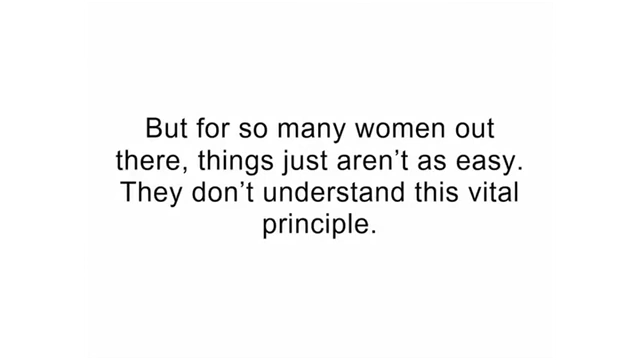 But for so many women out
there, things just aren’t as easy.
They don’t understand this vital
principle.